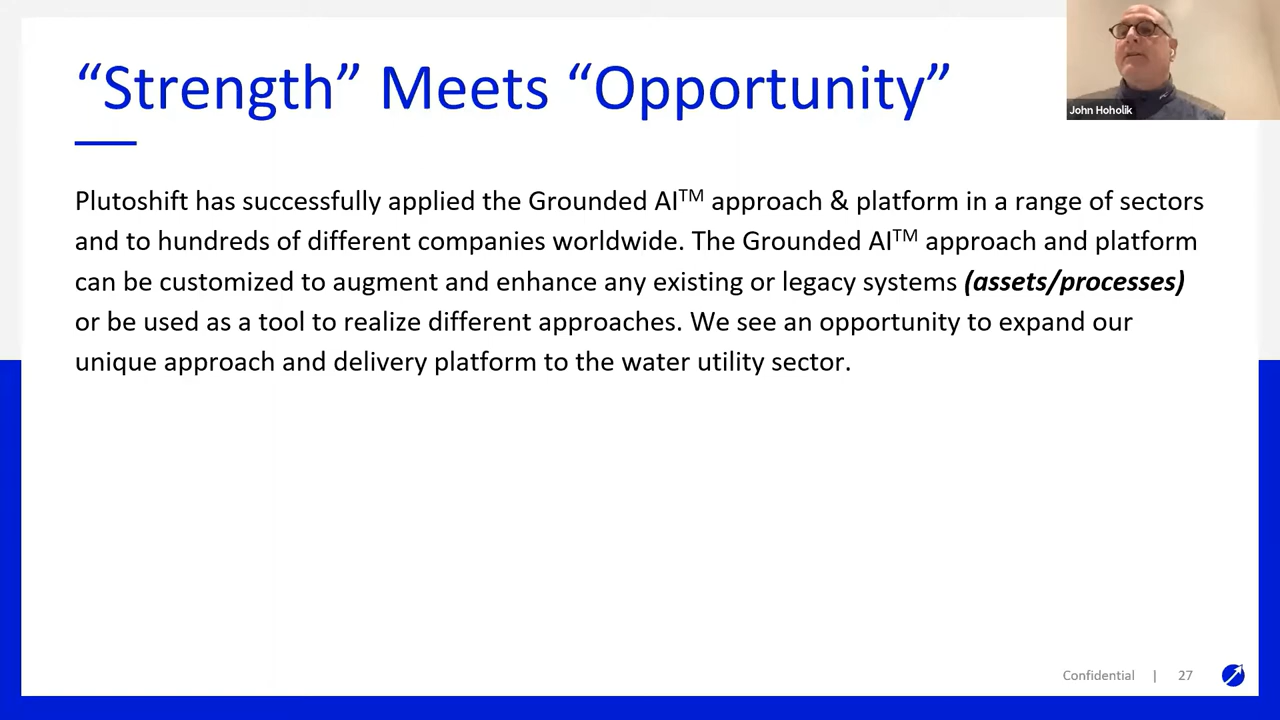 “Strength” Meets “Opportunity”
John Hoholik
Plutoshift has successfully applied the Grounded AI™ approach & platform in a range of sectors
and to hundreds of different companies worldwide. The Grounded AI™ approach and platform
can be customized to augment and enhance any existing or legacy systems (assets/processes)
or be used as a tool to realize different approaches. We see an opportunity to expand our
unique approach and delivery platform to the water utility sector.
Confidential | 27